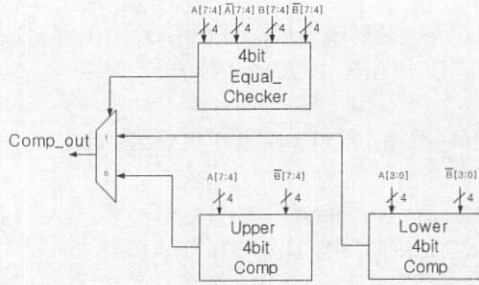 A[7:4] A̅[7:4] B[7:4] B̅[7:4]
4 4 4 4
4bit
Equal_
Checker
Comp_out
1
0
A[7:4] B̅[7:4]
4 4
Upper
4bit
Comp
A[3:0] B̅[3:0]
4 4
Lower
4bit
Comp